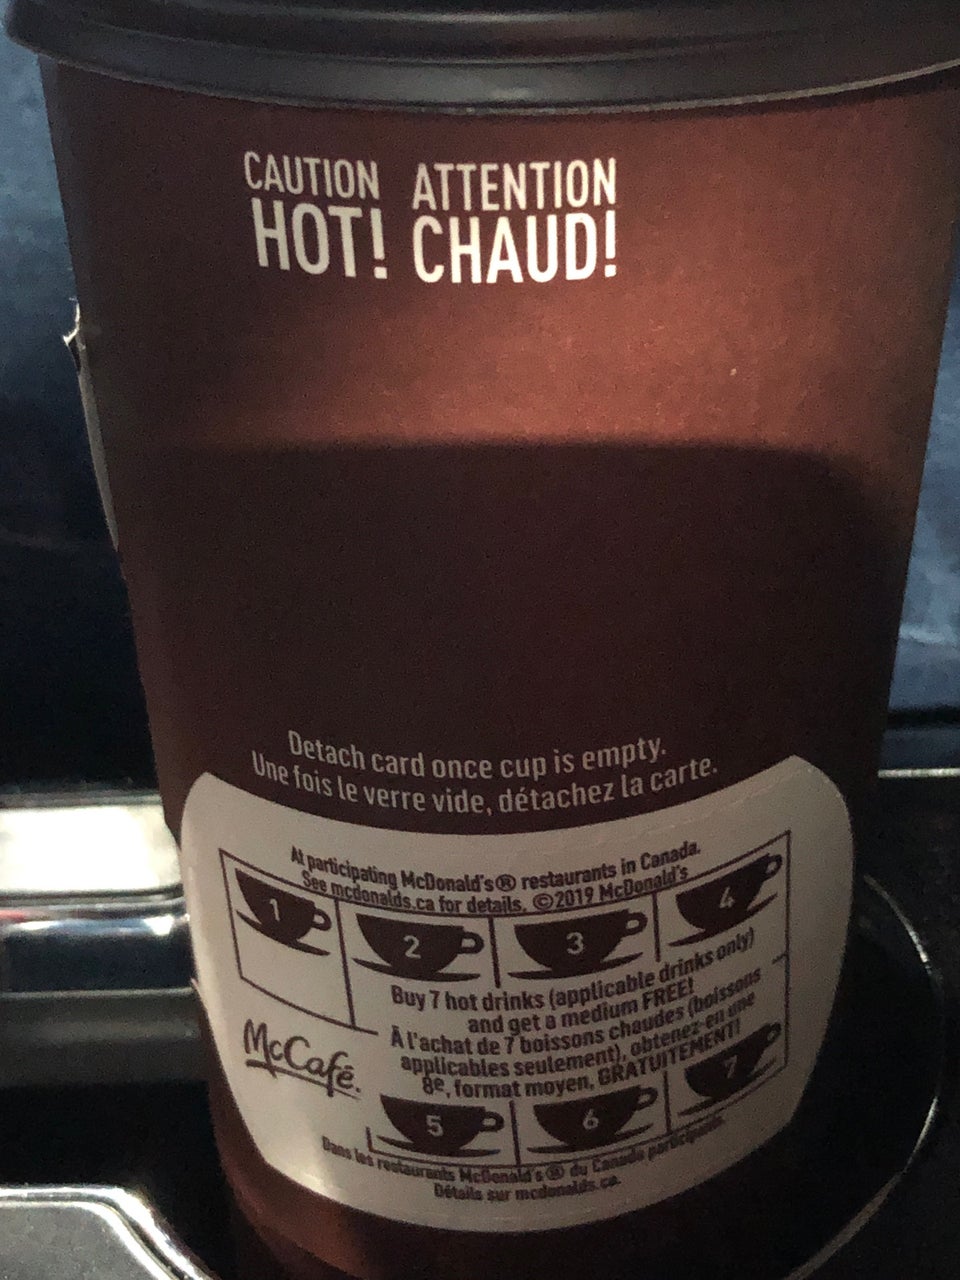 CAUTION ATTENTION
HOT! CHAUD!
Detach card once cup is empty.
Une fois le verre vide, détachez la carte.
At participating McDonald's® restaurants in Canada.
See mcdonalds.ca for details. ©2019 McDonald's
1 2 3 4
Buy 7 hot drinks (applicable drinks only)
and get a medium FREE!
À l'achat de 7 boissons chaudes (boissons
applicables seulement), obtenez-en une
8e, format moyen, GRATUITEMENT!
McCafé.
5 6 7
Dans les restaurants McDonald's® du Canada participants.
Détails sur mcdonalds.ca.